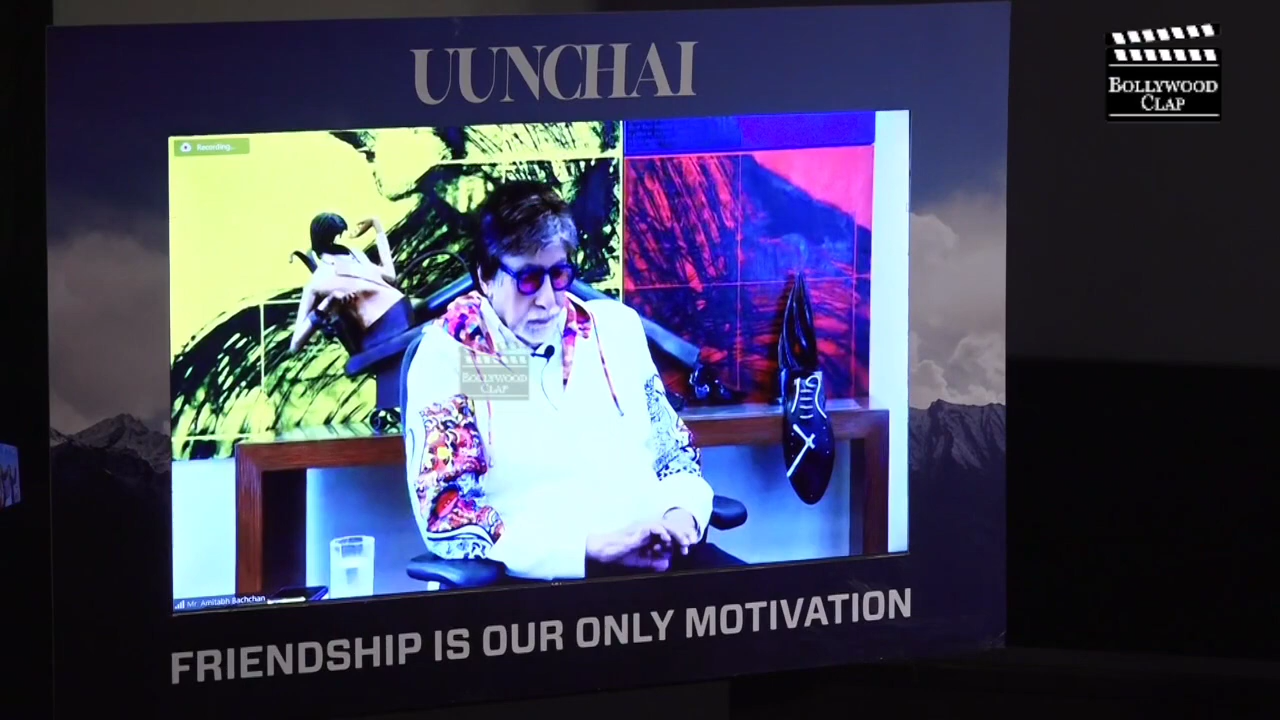 UUNCHAI
BOLLYWOOD
CLAP
Recording...
BOLLYWOOD
CLAP
Mr. Amitabh Bachchan
FRIENDSHIP IS OUR ONLY MOTIVATION